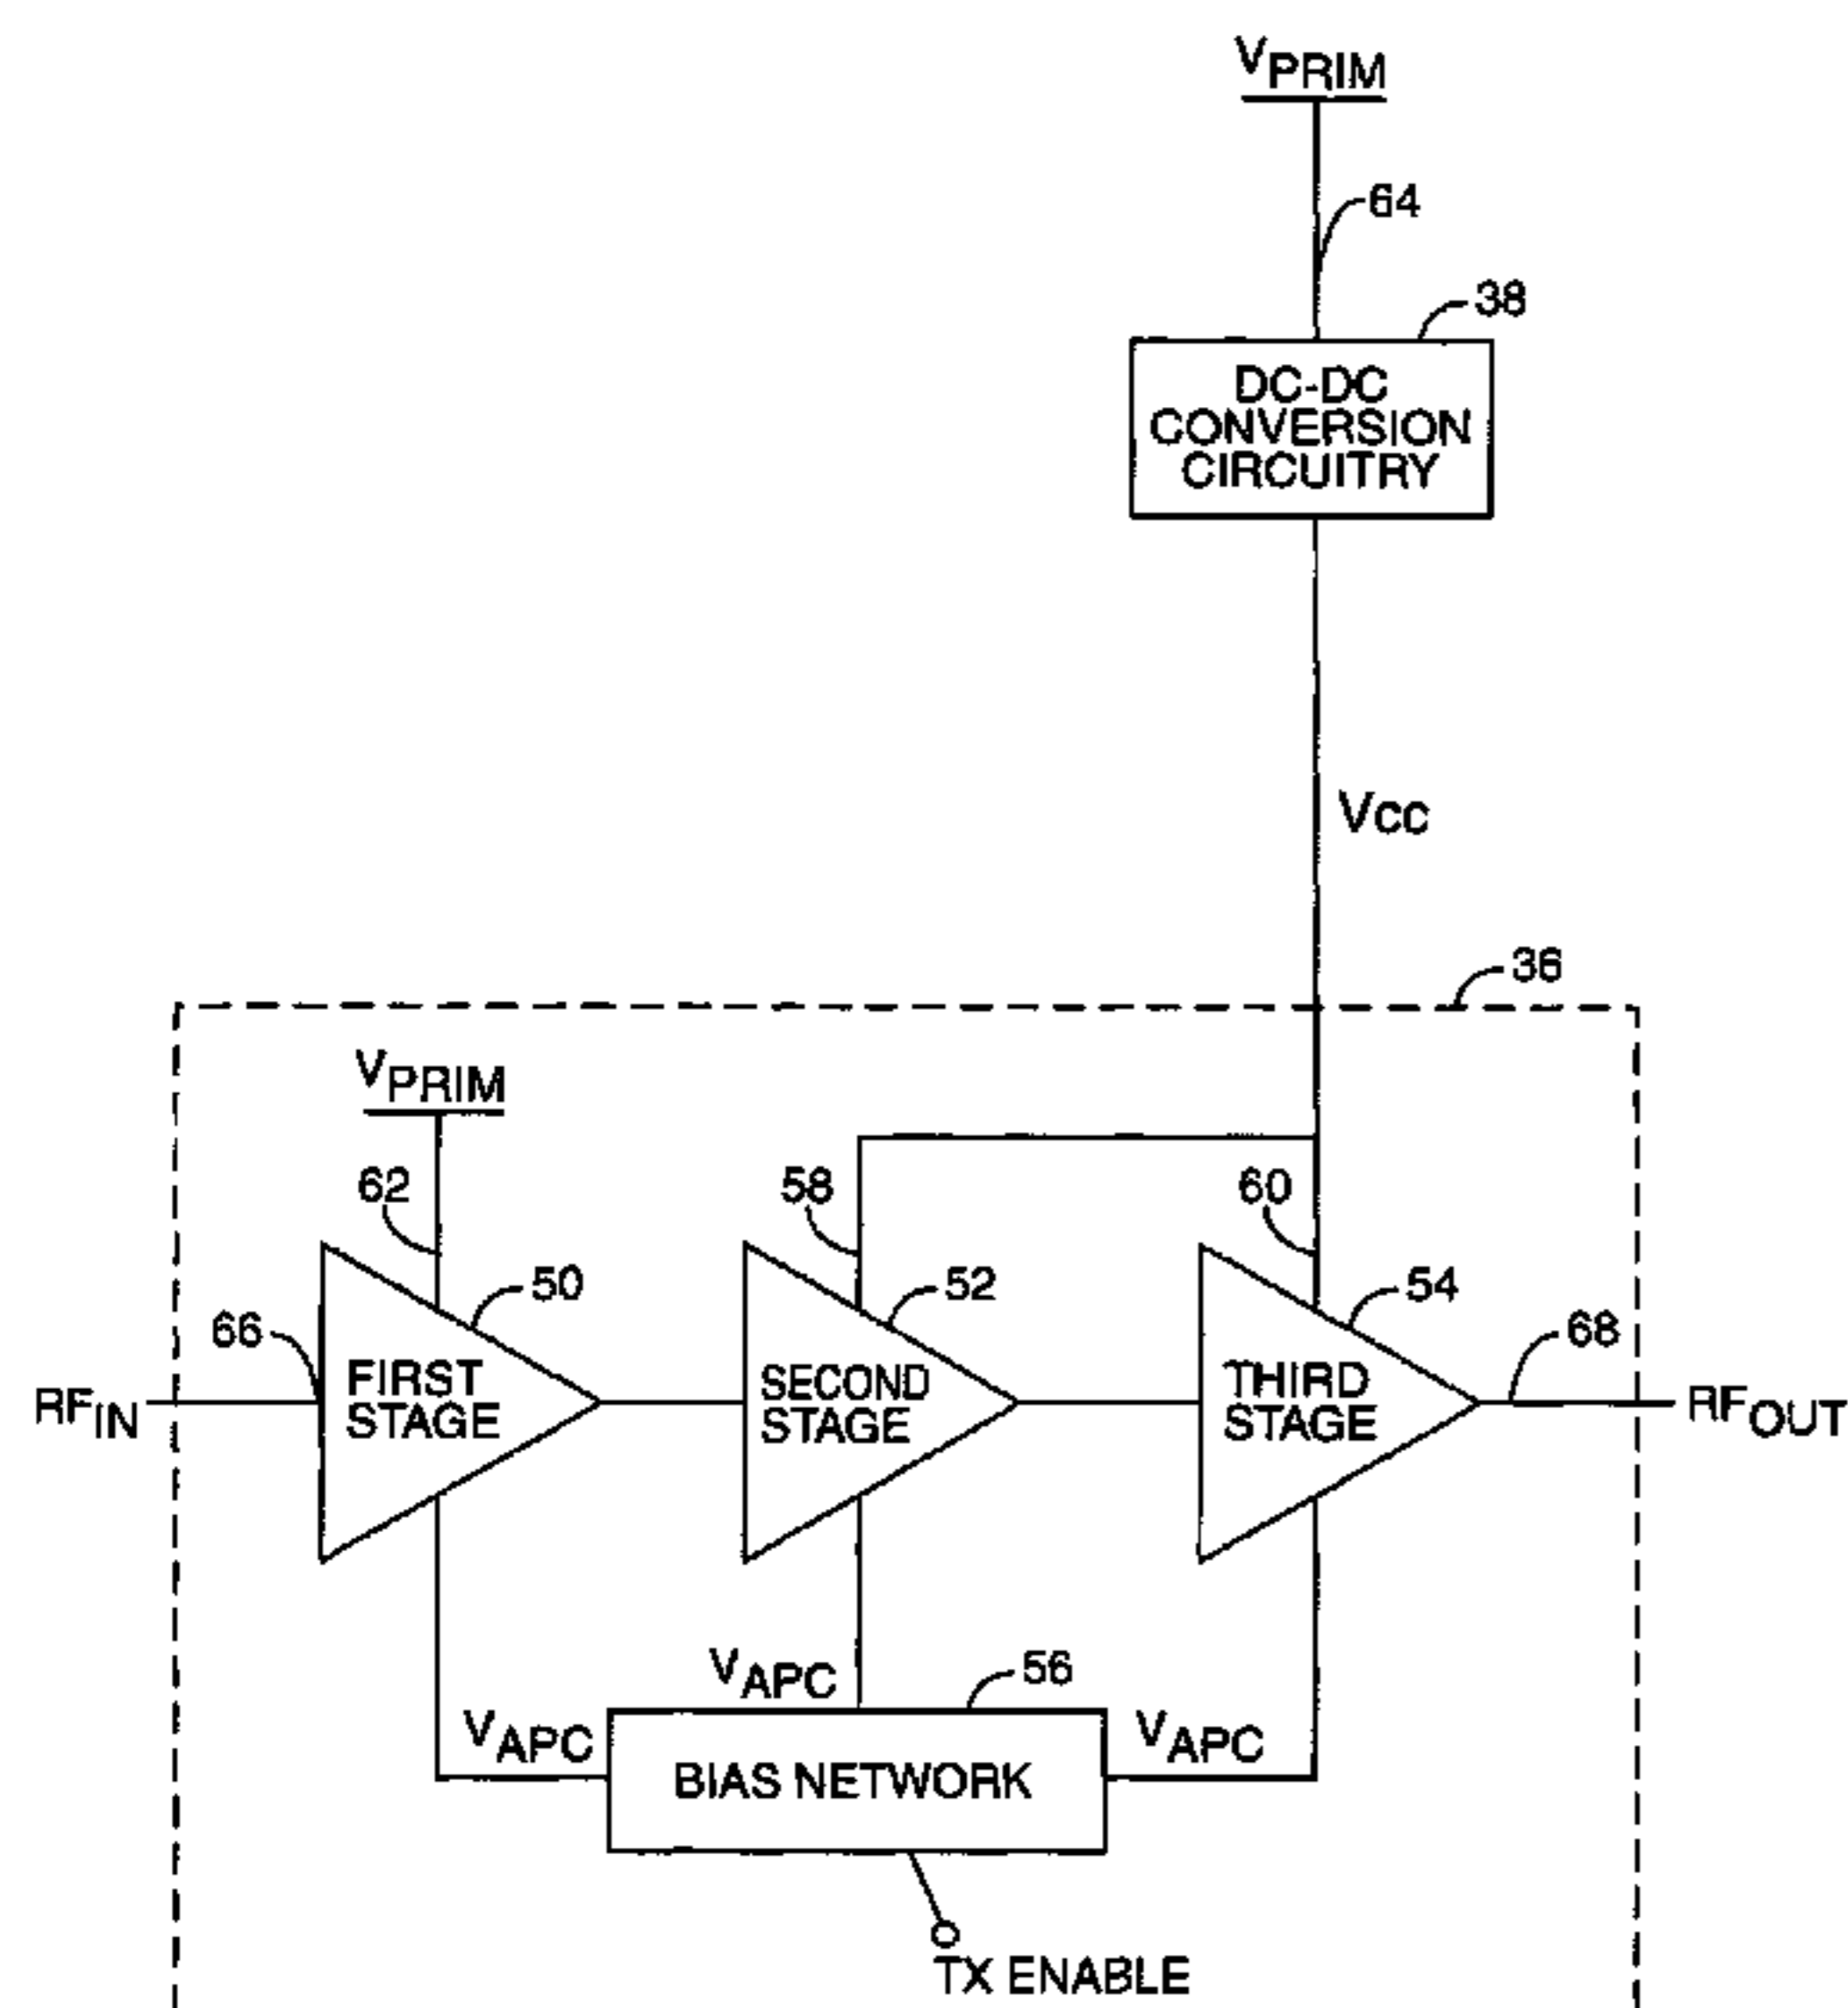 VPRIM
64
38
DC-DC
CONVERSION
CIRCUITRY
Vcc
36
VPRIM
62
58
60
50
52
54
66
68
RFIN
FIRST
STAGE
SECOND
STAGE
THIRD
STAGE
RFOUT
VAPC
VAPC
56
VAPC
BIAS NETWORK
TX ENABLE